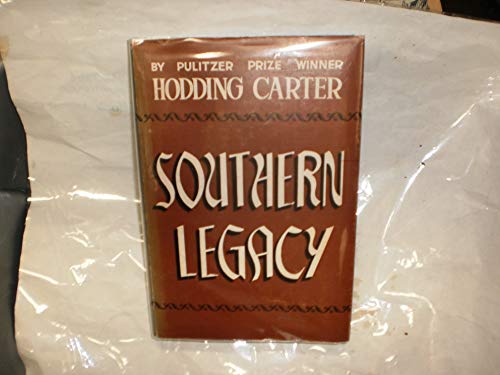 BY PULITZER PRIZE WINNER
HODDING CARTER
SOUTHERN
LEGACY